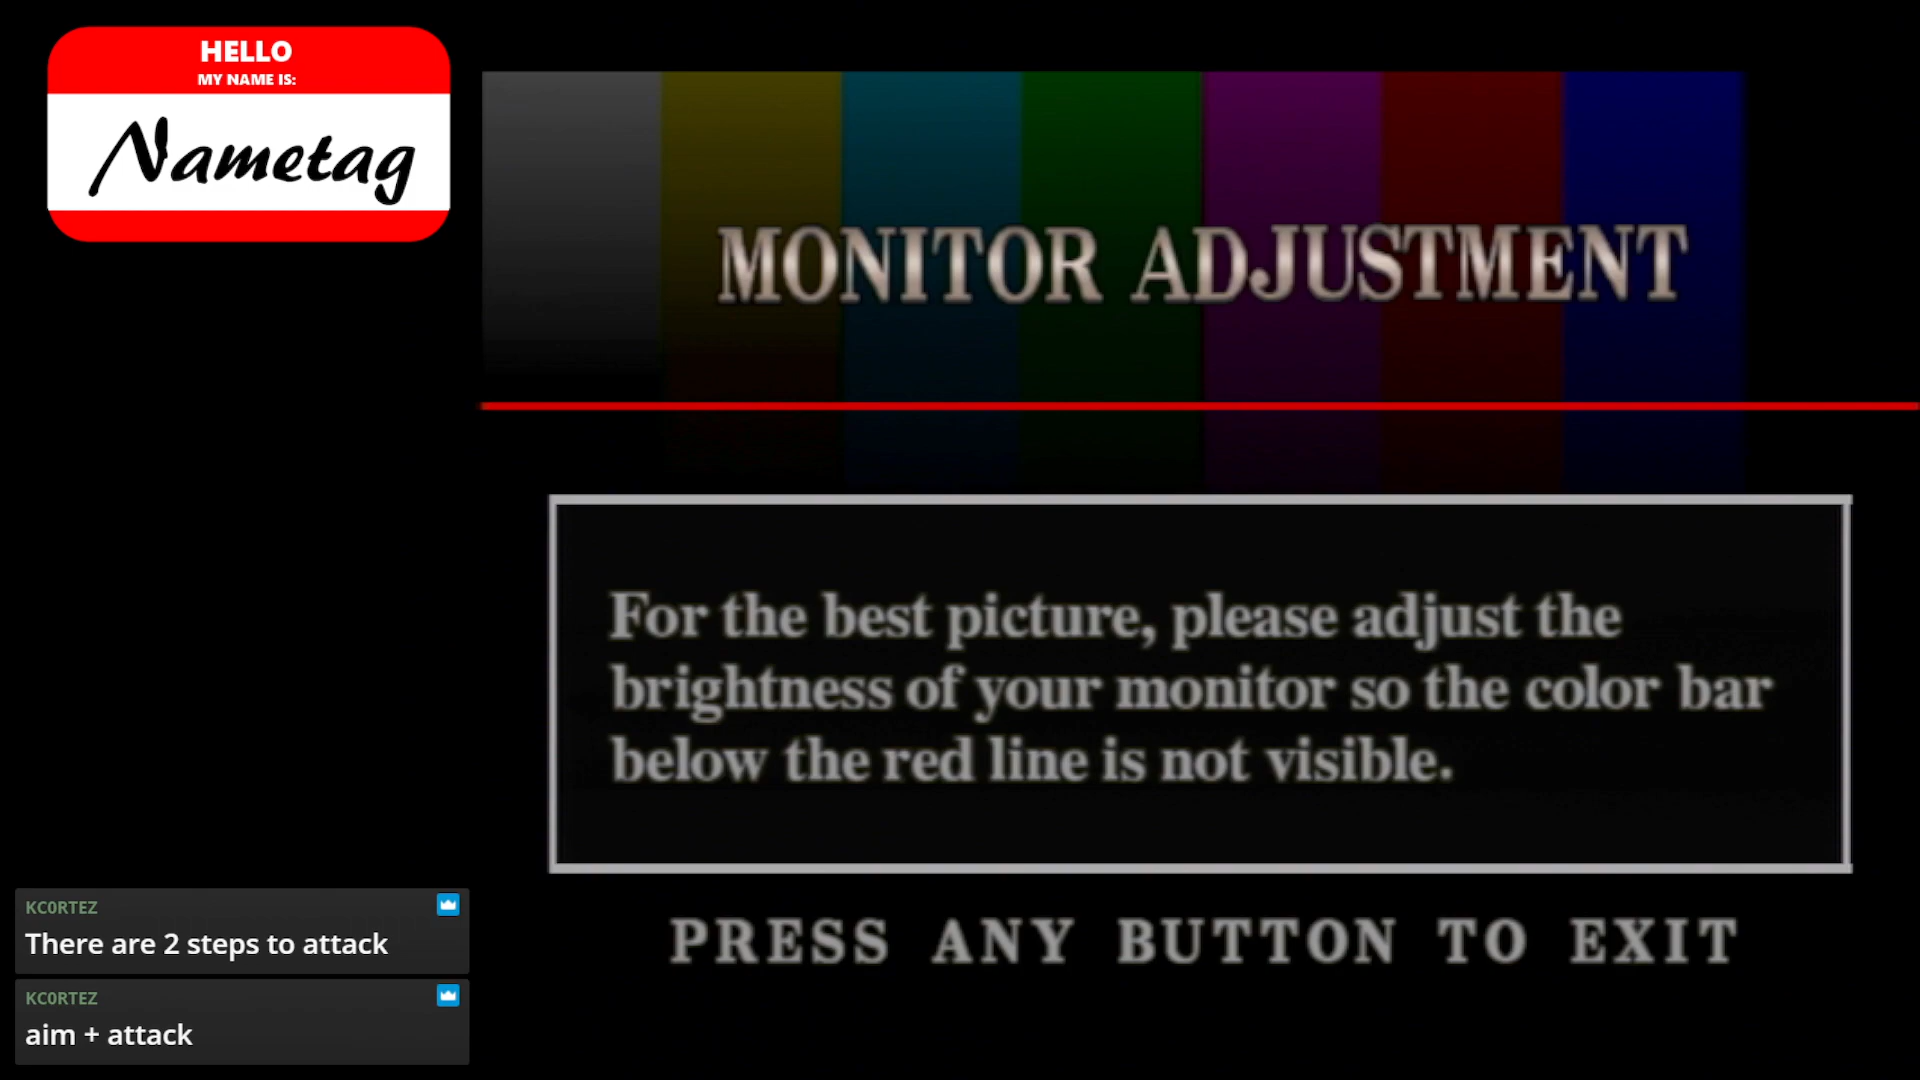 HELLO
MY NAME IS:
Nametag
MONITOR ADJUSTMENT
For the best picture, please adjust the
brightness of your monitor so the color bar
below the red line is not visible.
PRESS ANY BUTTON TO EXIT
KC0RTEZ
There are 2 steps to attack
KC0RTEZ
aim + attack